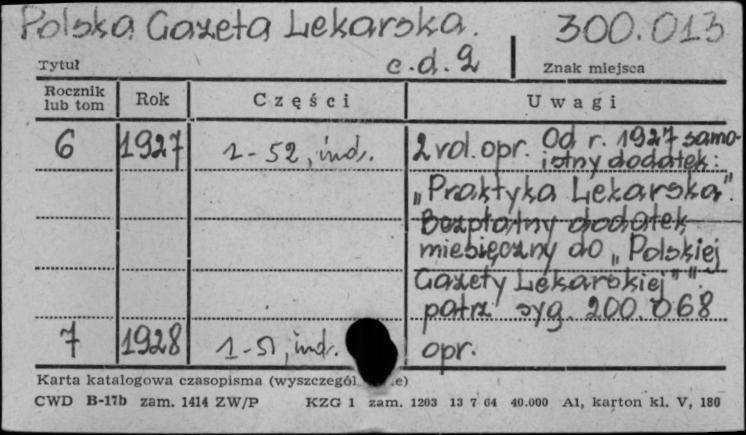 Polska Gazeta Lekarska. 300.013
Tytuł c.d. 2 Znak miejsca
Rocznik lub tom Rok Części Uwagi
6 1927 1-52, ind. 2 vol. opr. Od r. 1927 samo-
istny dodatek:
„Praktyka Lekarska".
Bezpłatny dodatek
miesięczny do „Polskiej
Gazety Lekarskiej"".
patrz syg. 200.068
7 1928 1-51, ind. opr.
Karta katalogowa czasopisma (wyszczegól e)
CWD B-17b zam. 1414 ZW/P KZG 1 zam. 1203 13 7 64 40.000 A1, karton kl. V, 180